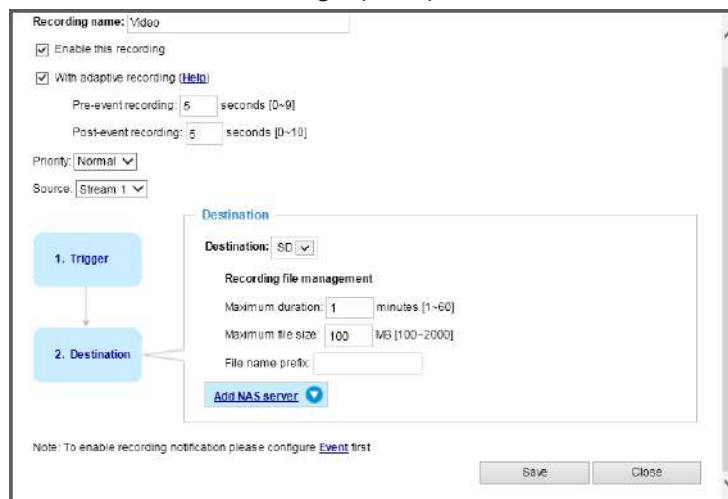 Recording name: Video
Enable this recording
With adaptive recording (Help)
Pre-event recording: 5 seconds [0~9]
Post-event recording: 5 seconds [0~10]
Priority: Normal
Source: Stream 1
Destination
1. Trigger
Destination: SD
Recording file management
Maximum duration: 1 minutes [1~60]
Maximum file size: 100 MB [100~2000]
2. Destination
File name prefix:
Add NAS server
Note: To enable recording notification please configure Event first
Save Close